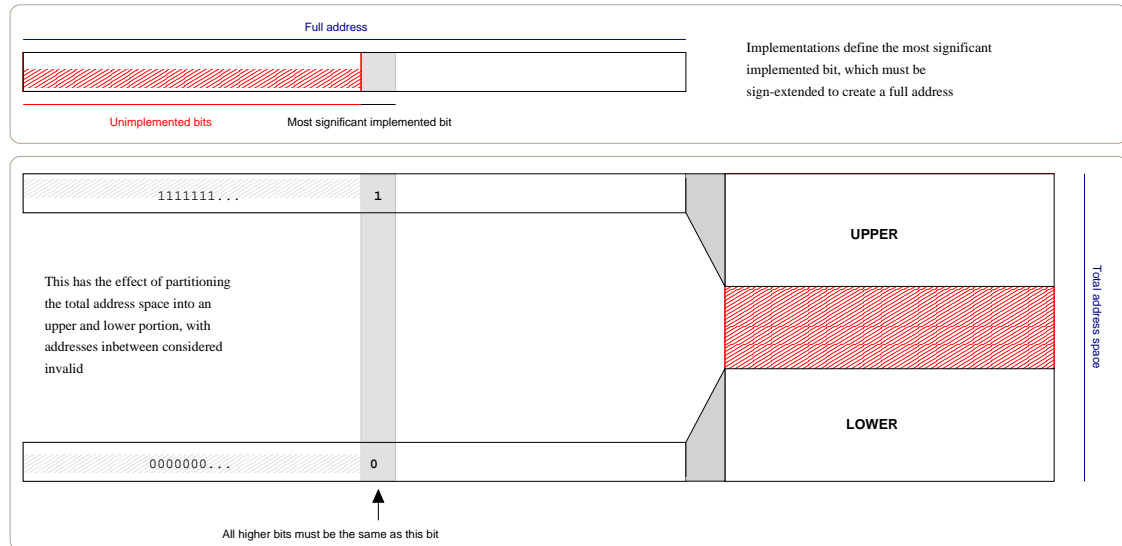 Full address
Implementations define the most significant
implemented bit, which must be
sign-extended to create a full address
Unimplemented bits
Most significant implemented bit
1111111...
1
UPPER
This has the effect of partitioning
the total address space into an
upper and lower portion, with
addresses inbetween considered
invalid
Total address space
LOWER
0000000...
0
All higher bits must be the same as this bit